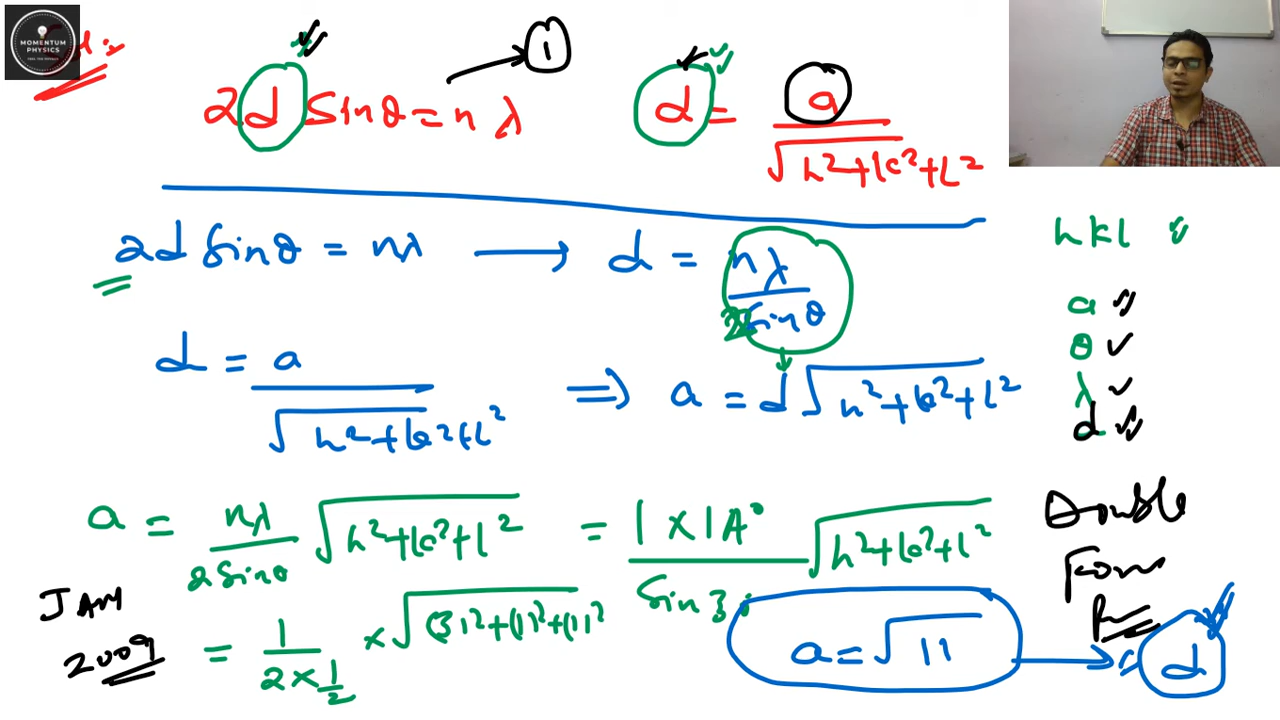 MOMENTUM
PHYSICS
2d Sinθ = nλ → 1
d = a / √(h²+k²+l²)
2d Sinθ = nλ → d = nλ / 2Sinθ
hkl
a
θ
λ
d
d = a / √(h²+k²+l²) ⇒ a = d √(h²+k²+l²)
a = nλ / 2Sinθ √(h²+k²+l²) = 1 × 1A° / Sin3 √(h²+k²+l²)
Double
Form
JAM
2009
= 1 / (2 × 1/2) × √((3)²+(1)²+(1)²)
a = √11 → d